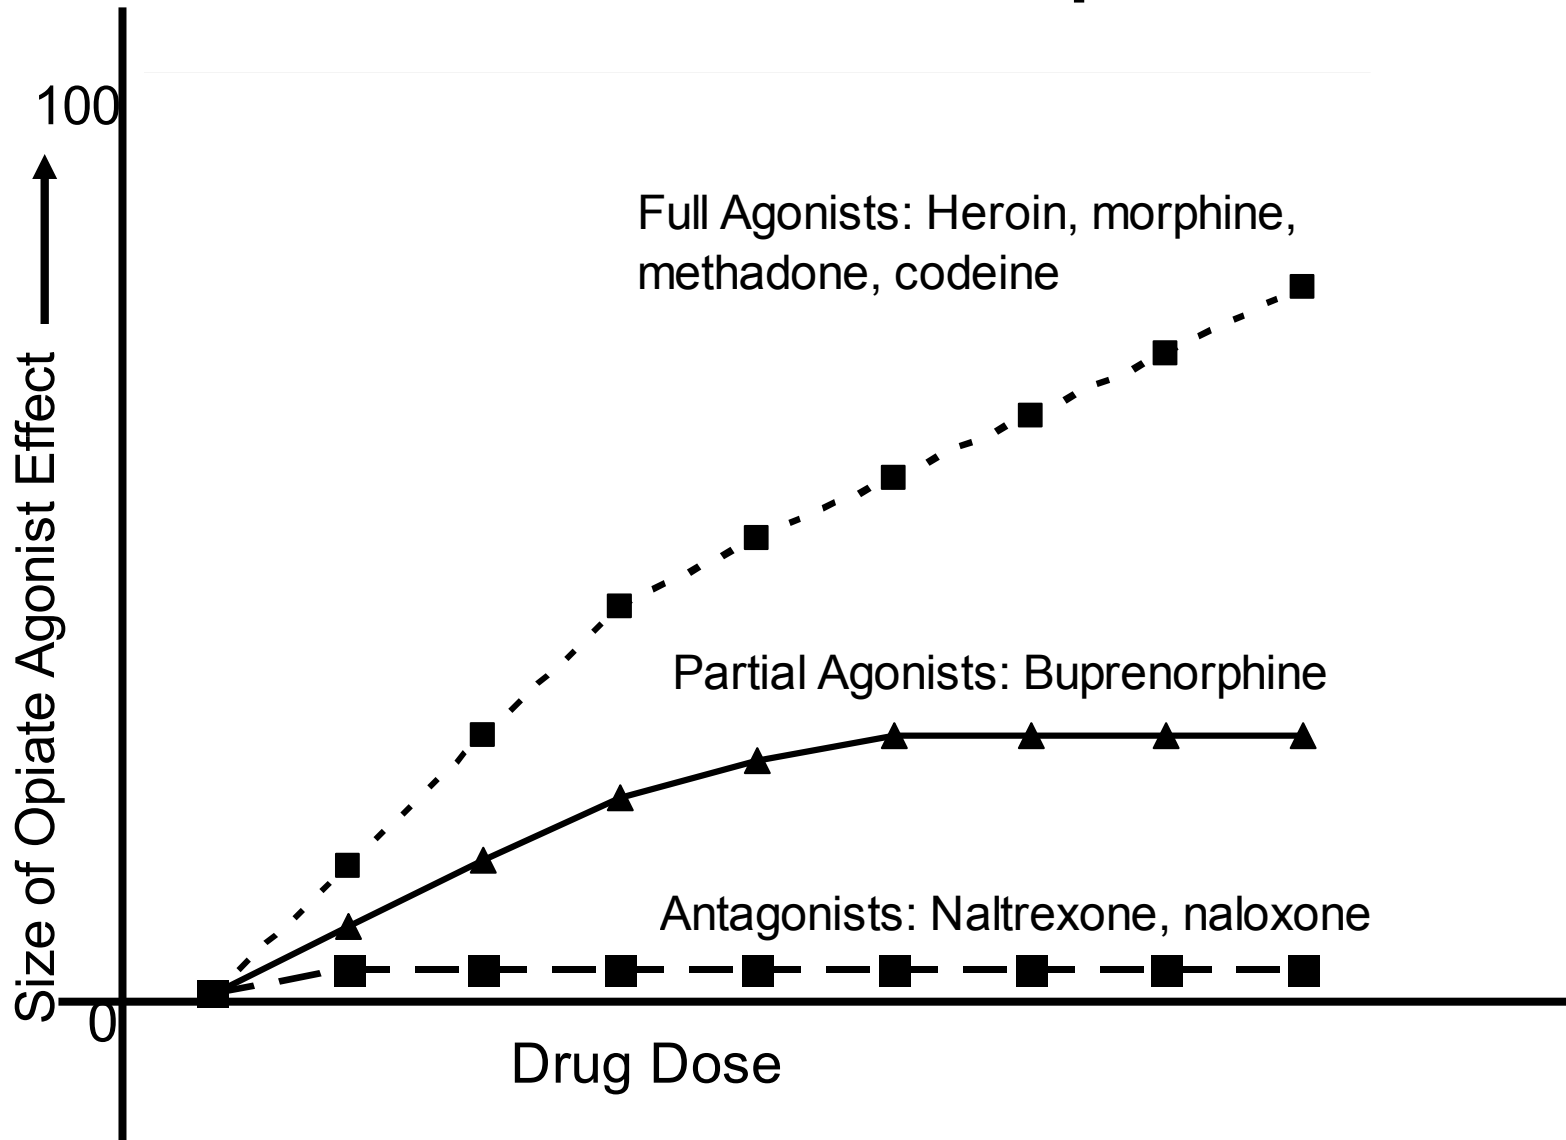 100
Full Agonists: Heroin, morphine,
methadone, codeine
Size of Opiate Agonist Effect
Partial Agonists: Buprenorphine
Antagonists: Naltrexone, naloxone
0
Drug Dose